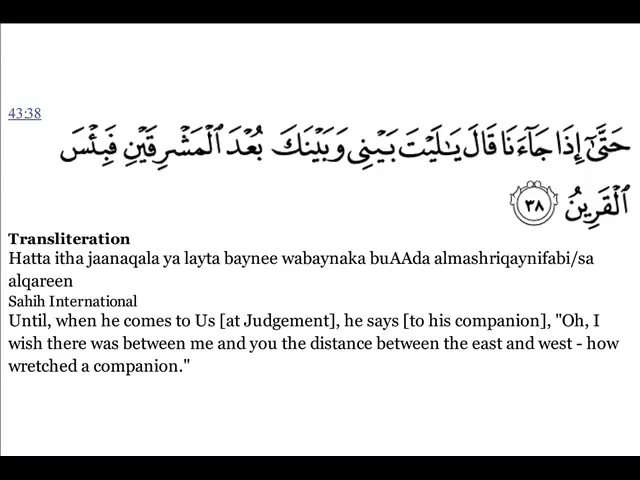 43:38
حَتَّىٰٓ إِذَا جَآءَنَا قَالَ يَـٰلَيْتَ بَيْنِى وَبَيْنَكَ بُعْدَ ٱلْمَشْرِقَيْنِ فَبِئْسَ
ٱلْقَرِينُ ٣٨
Transliteration
Hatta itha jaanaqala ya layta baynee wabaynaka buAAda almashriqaynifabi/sa
alqareen
Sahih International
Until, when he comes to Us [at Judgement], he says [to his companion], "Oh, I
wish there was between me and you the distance between the east and west - how
wretched a companion."